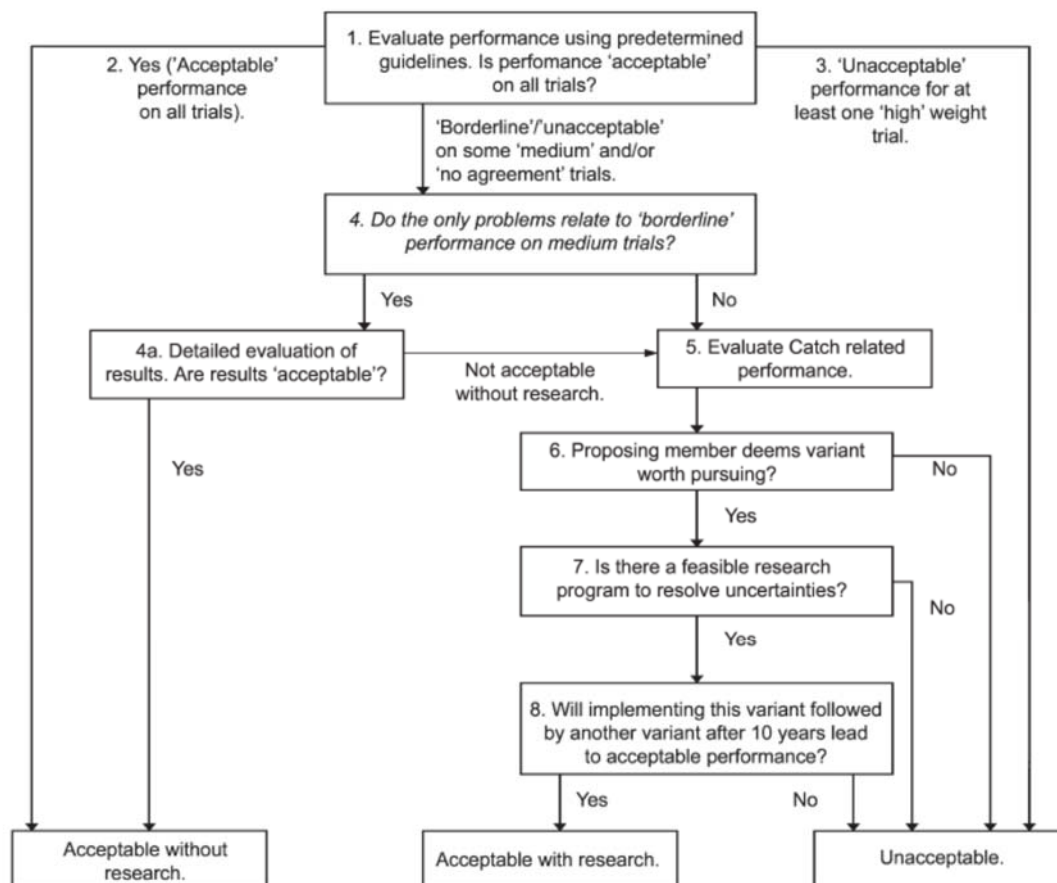 1. Evaluate performance using predetermined
guidelines. Is perfomance ‘acceptable’
on all trials?
2. Yes (’Acceptable’
performance
on all trials).
3. ‘Unacceptable’
performance for at
least one ‘high’ weight
trial.
‘Borderline’/’unacceptable’
on some ‘medium’ and/or
‘no agreement’ trials.
4. Do the only problems relate to ‘borderline’
performance on medium trials?
Yes
No
4a. Detailed evaluation of
results. Are results ‘acceptable’?
Not acceptable
without research.
5. Evaluate Catch related
performance.
Yes
6. Proposing member deems variant
worth pursuing?
No
Yes
7. Is there a feasible research
program to resolve uncertainties?
No
Yes
8. Will implementing this variant followed
by another variant after 10 years lead
to acceptable performance?
Yes
No
Acceptable without
research.
Acceptable with research.
Unacceptable.